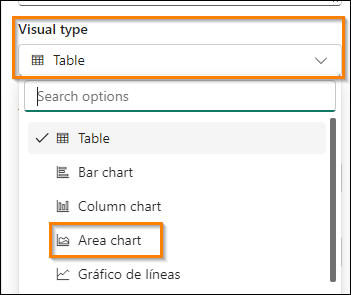 Visual type
Table
Search options
Table
Bar chart
Column chart
Area chart
Gráfico de líneas